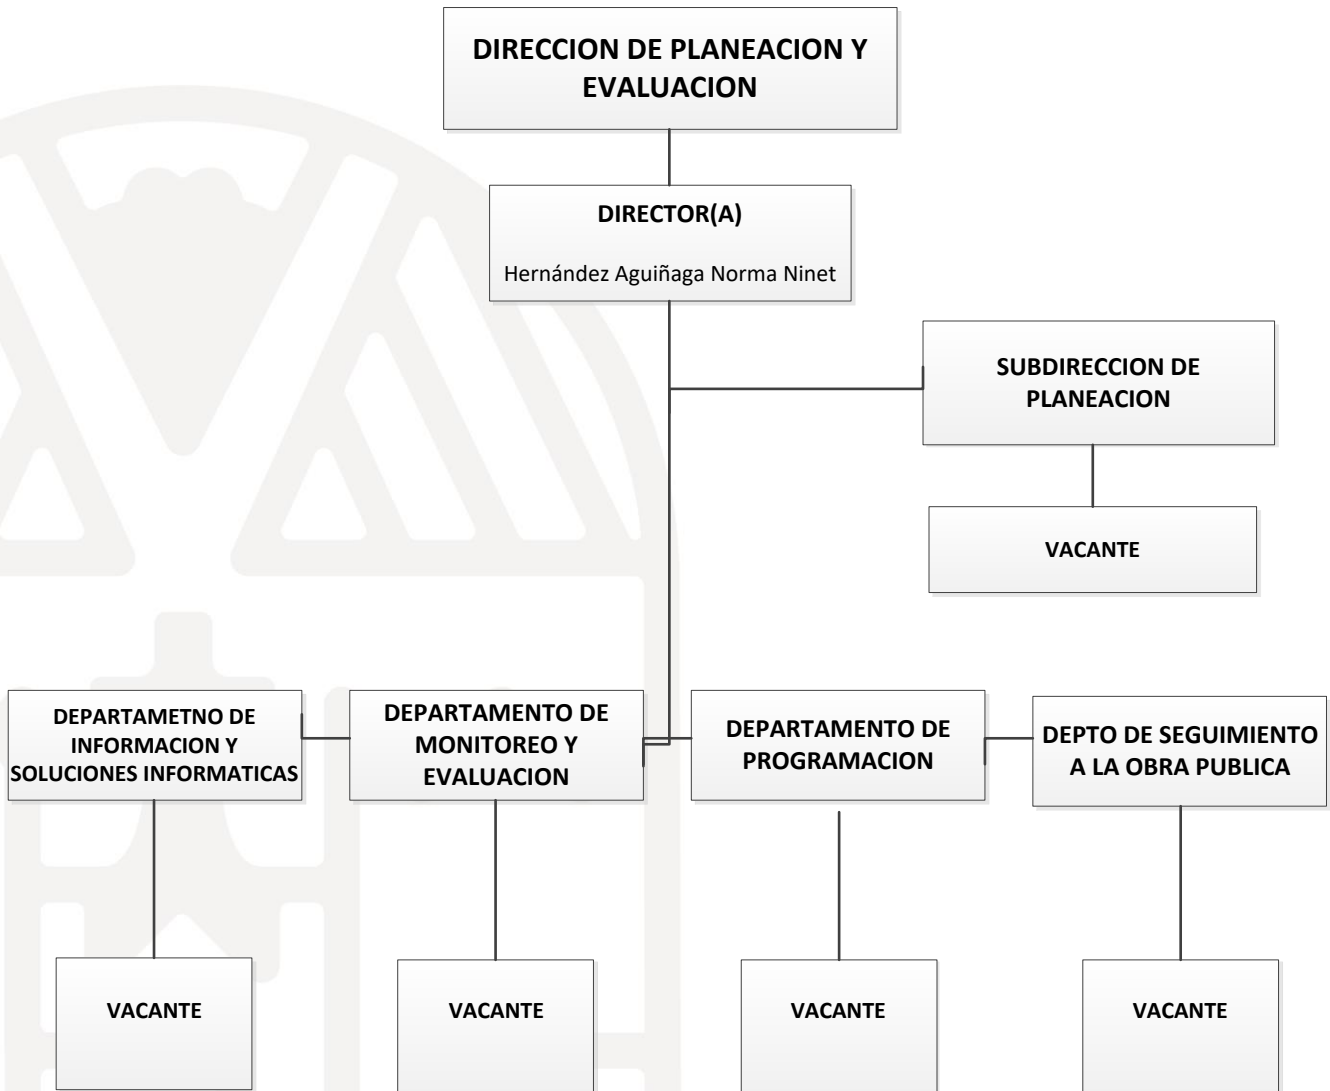 DIRECCION DE PLANEACION Y
EVALUACION
DIRECTOR(A)
Hernández Aguiñaga Norma Ninet
SUBDIRECCION DE
PLANEACION
VACANTE
DEPARTAMETNO DE
INFORMACION Y
SOLUCIONES INFORMATICAS
DEPARTAMENTO DE
MONITOREO Y
EVALUACION
DEPARTAMENTO DE
PROGRAMACION
DEPTO DE SEGUIMIENTO
A LA OBRA PUBLICA
VACANTE
VACANTE
VACANTE
VACANTE